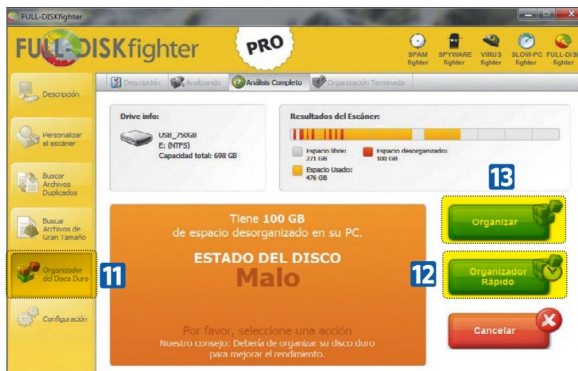 FULL-DISKfighter
FULL-DISKfighter
PRO
SPAM
fighter
SPYWARE
fighter
VIRUS
fighter
SLOW-PC
fighter
FULL-DISK
fighter
Descripción
Personalizar
el escáner
Buscar
Archivos
Duplicados
Buscar
Archivos de
Gran Tamaño
Organizador
del Disco Duro
11
Configuración
Descripción
Analizando
Análisis Completo
Organización Terminada
Drive info:
USB_750GB
E: (NTFS)
Capacidad total: 698 GB
Resultados del Escáner:
Espacio libre:
221 GB
Espacio desorganizado:
100 GB
Espacio Usado:
476 GB
Tiene 100 GB
de espacio desorganizado en su PC.
ESTADO DEL DISCO
Malo
Por favor, seleccione una acción
Nuestro consejo: Debería de organizar su disco duro
para mejorar el rendimiento.
13
Organizar
12
Organizador
Rápido
Cancelar